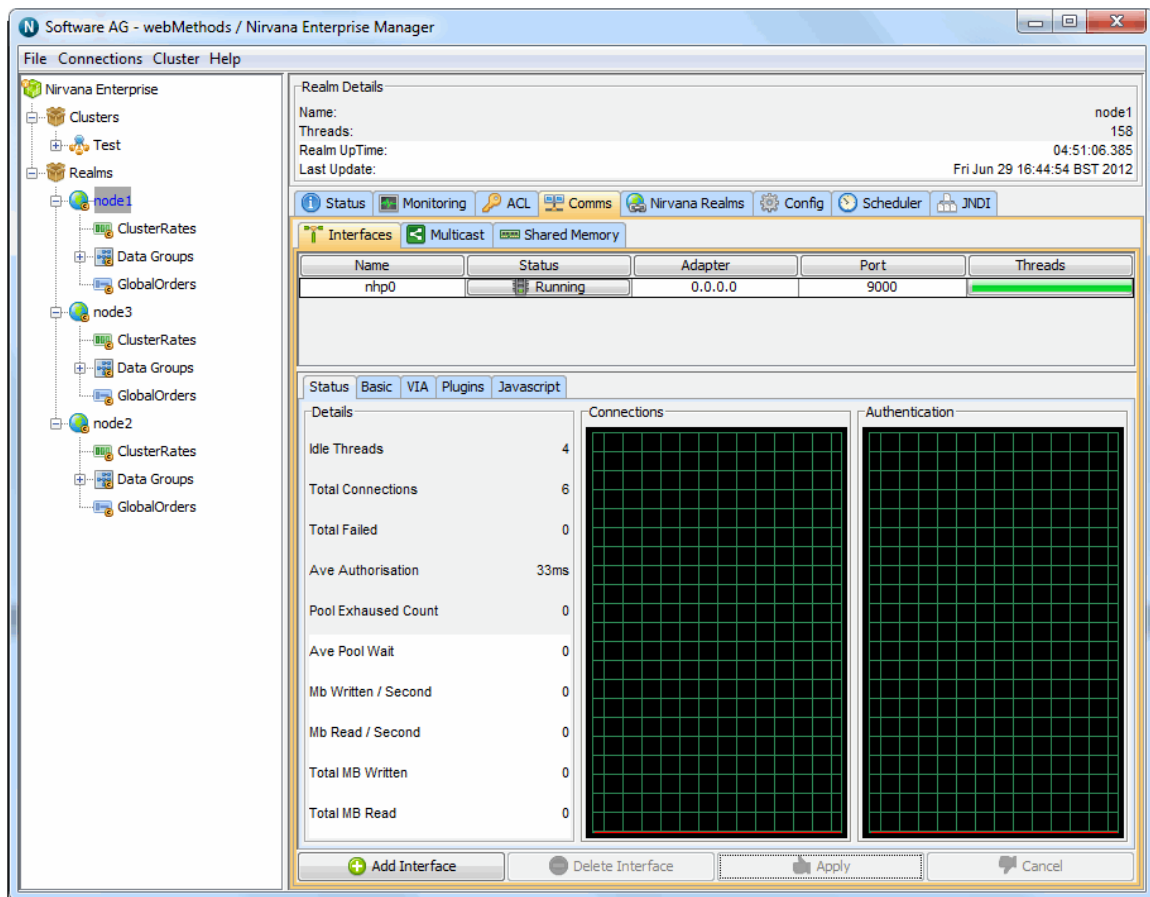 Software AG - webMethods / Nirvana Enterprise Manager
File Connections Cluster Help
Nirvana Enterprise
Clusters
Test
Realms
node1
ClusterRates
Data Groups
GlobalOrders
node3
ClusterRates
Data Groups
GlobalOrders
node2
ClusterRates
Data Groups
GlobalOrders
Realm Details
Name: node1
Threads: 158
Realm UpTime: 04:51:06.385
Last Update: Fri Jun 29 16:44:54 BST 2012
Status Monitoring ACL Comms Nirvana Realms Config Scheduler JNDI
Interfaces Multicast Shared Memory
Name Status Adapter Port Threads
nhp0 Running 0.0.0.0 9000
Status Basic VIA Plugins Javascript
Details Connections Authentication
Idle Threads 4
Total Connections 6
Total Failed 0
Ave Authorisation 33ms
Pool Exhaused Count 0
Ave Pool Wait 0
Mb Written / Second 0
Mb Read / Second 0
Total MB Written 0
Total MB Read 0
Add Interface Delete Interface Apply Cancel